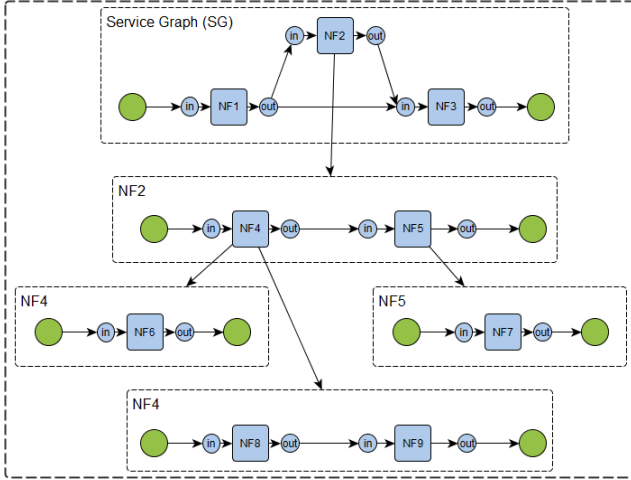 Service Graph (SG)
in NF2 out
in NF1 out in NF3 out
NF2
in NF4 out in NF5 out
NF4
in NF6 out
NF5
in NF7 out
NF4
in NF8 out in NF9 out